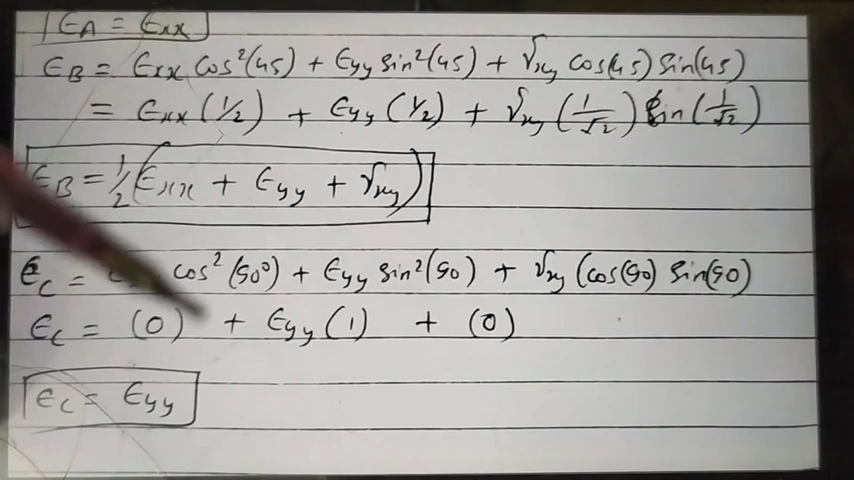 ϵA = ϵxx
ϵB = ϵxx cos²(45) + ϵyy sin²(45) + γxy cos(45) sin(45)
= ϵxx (1/2) + ϵyy (1/2) + γxy (1/√2) sin (1/√2)
ϵB = 1/2 (ϵxx + ϵyy + γxy)
ϵC = cos²(90°) + ϵyy sin²(90) + γxy (cos(90) sin(90)
ϵC = (0) + ϵyy (1) + (0)
ϵC = ϵyy